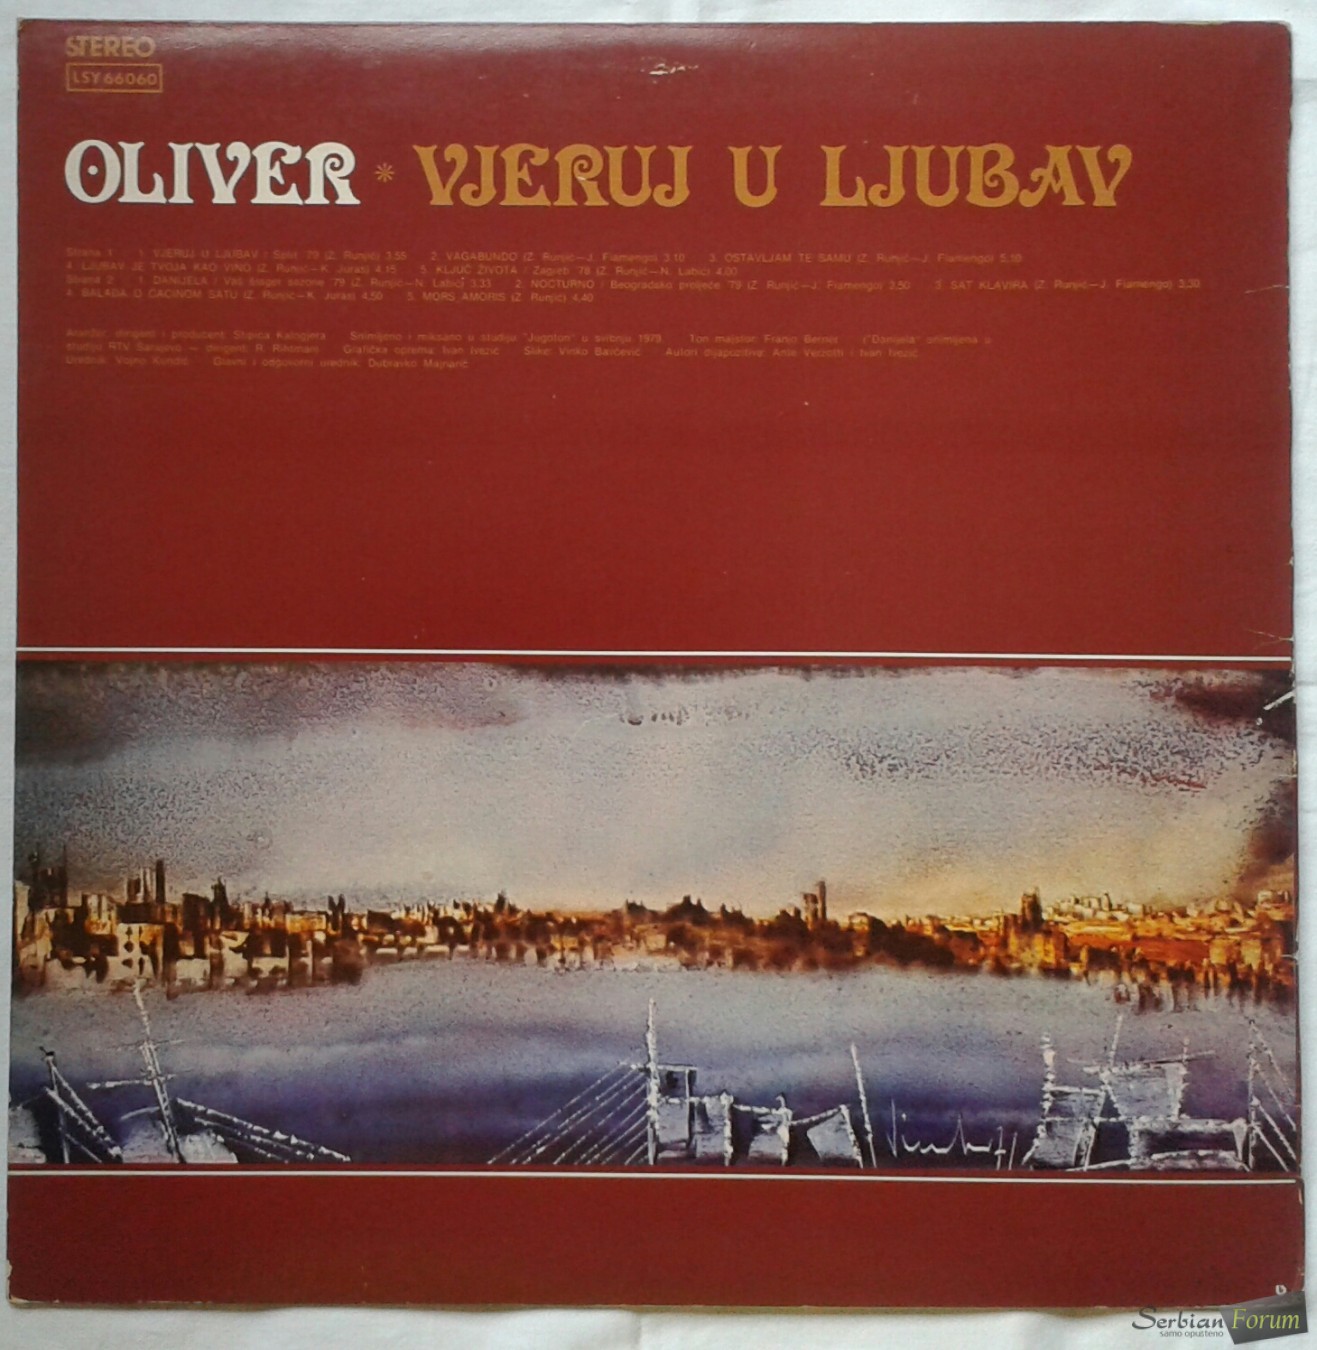 STEREO
LSY 66060
OLIVER * VJERUJ U LJUBAV
Strana 1. 1. VJERUJ U LJUBAV / Split '79 (Z. Runjić) 3.55 2. VAGABUNDO (Z. Runjić—J. Fiamengo) 3.10 3. OSTAVLJAM TE SAMU (Z. Runjić—J. Fiamengo) 5.10
4. LJUBAV JE TVOJA KAO VINO (Z. Runjić—K. Juras) 4.15 5. KLJUČ ŽIVOTA / Zagreb '78 (Z. Runjić—N. Labić) 4.00
Strana 2. 1. DANIJELA / Vaš šlager sezone '79 (Z. Runjić—N. Labić) 3.33 2. NOCTURNO / Beogradsko proljeće '79 (Z. Runjić—J. Fiamengo) 3.50 3. SAT KLAVIRA (Z. Runjić—J. Fiamengo) 3.30
4. BALADA O ĆAĆINOM SATU (Z. Runjić—K. Juras) 4.50 5. MORS AMORIS (Z. Runjić) 4.40
Aranžer, dirigent i producent: Stipica Kalogjera Snimljeno i miksano u studiju "Jugoton" u svibnju 1979. Ton majstor: Franjo Berner ("Danijela" snimljena u
studiju RTV Sarajevo — dirigent: R. Rihtman) Grafička oprema: Ivan Ivezić Slike: Vinko Bavčević Autori dijapozitiva: Ante Verzotti i Ivan Ivezić
Urednik: Vojno Kundić Glavni i odgovorni urednik: Dubravko Majnarić
Serbian Forum
samo opušteno